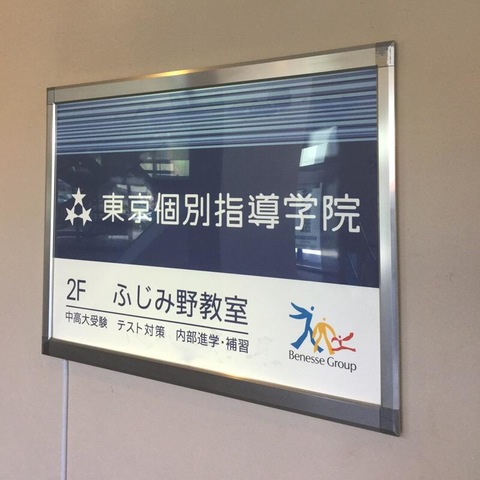 東京個別指導学院
2F ふじみ野教室
中高大受験 テスト対策 内部進学・補習
Benesse Group